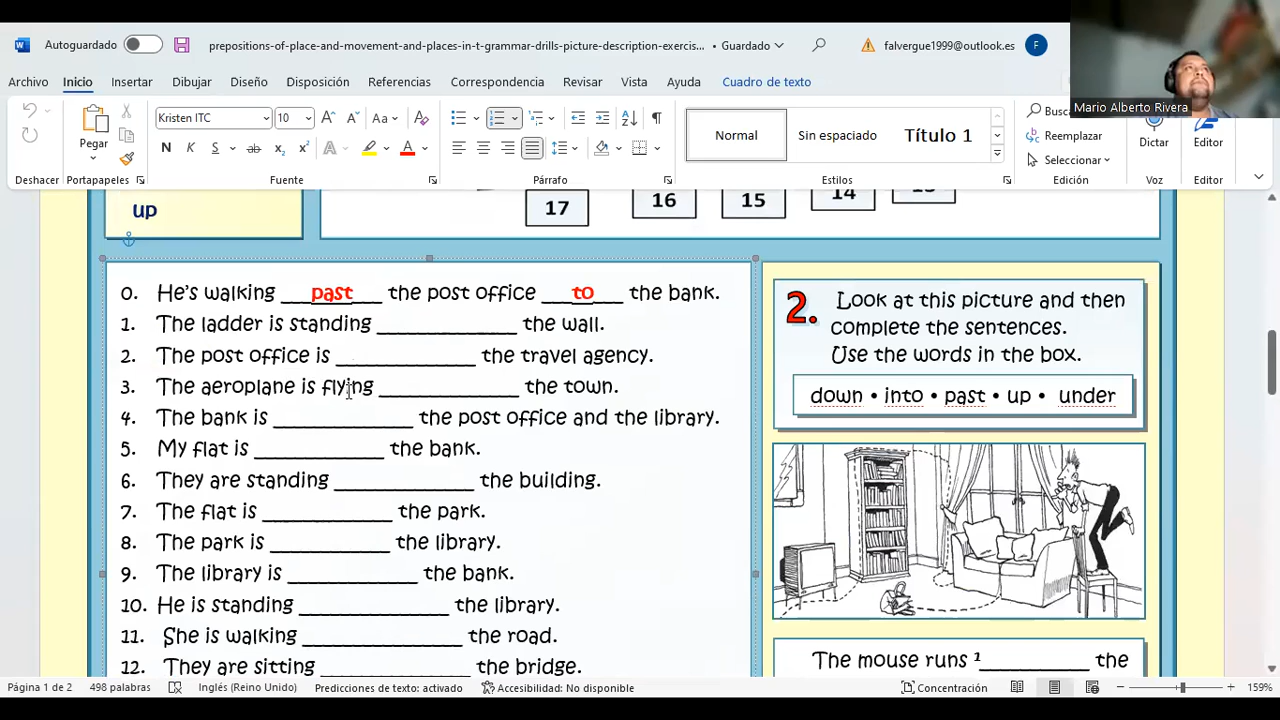 Autoguardado
prepositions-of-place-and-movement-and-places-in-t-grammar-drills-picture-description-exercis... • Guardado
falvergue1999@outlook.es
F
Mario Alberto Rivera
Archivo Inicio Insertar Dibujar Diseño Disposición Referencias Correspondencia Revisar Vista Ayuda Cuadro de texto
Kristen ITC 10
Pegar
N K S
Normal
Sin espaciado
Título 1
Reemplazar
Seleccionar
Dictar
Editor
Deshacer Portapapeles Fuente Párrafo Estilos Edición Voz Editor
up
17 16 15 14
0. He's walking past the post office to the bank.
1. The ladder is standing ______________ the wall.
2. The post office is ______________ the travel agency.
3. The aeroplane is flying ______________ the town.
4. The bank is ______________ the post office and the library.
5. My flat is _____________ the bank.
6. They are standing ______________ the building.
7. The flat is _____________ the park.
8. The park is ____________ the library.
9. The library is _____________ the bank.
10. He is standing _______________ the library.
11. She is walking ________________ the road.
12. They are sitting _______________ the bridge.
2. Look at this picture and then
complete the sentences.
Use the words in the box.
down • into • past • up • under
The mouse runs ¹___________ the
Página 1 de 2 498 palabras Inglés (Reino Unido) Predicciones de texto: activado Accesibilidad: No disponible Concentración 159%